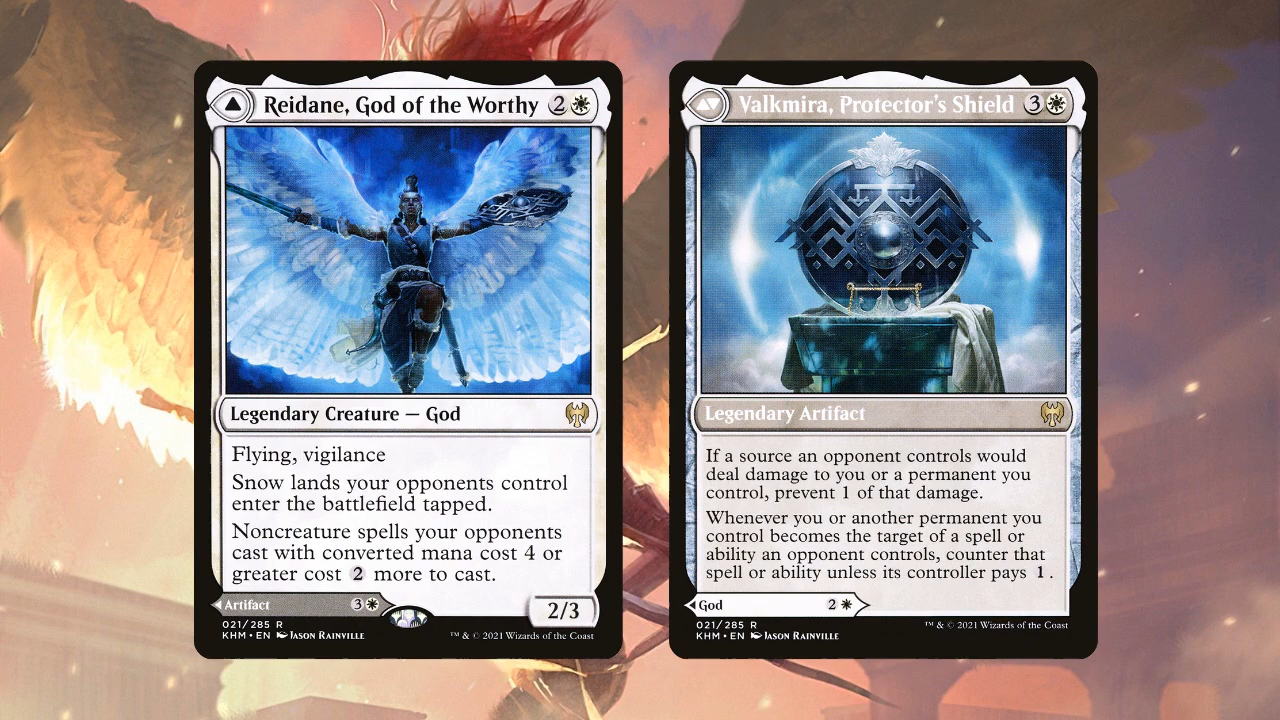 Reidane, God of the Worthy 2
Legendary Creature — God
Flying, vigilance
Snow lands your opponents control
enter the battlefield tapped.
Noncreature spells your opponents
cast with converted mana cost 4 or
greater cost 2 more to cast.
Artifact 3
2/3
021/285 R
KHM • EN Jason Rainville
™ & © 2021 Wizards of the Coast
Valkmira, Protector's Shield 3
Legendary Artifact
If a source an opponent controls would
deal damage to you or a permanent you
control, prevent 1 of that damage.
Whenever you or another permanent you
control becomes the target of a spell or
ability an opponent controls, counter that
spell or ability unless its controller pays 1 .
God 2
021/285 R
KHM • EN Jason Rainville
™ & © 2021 Wizards of the Coast